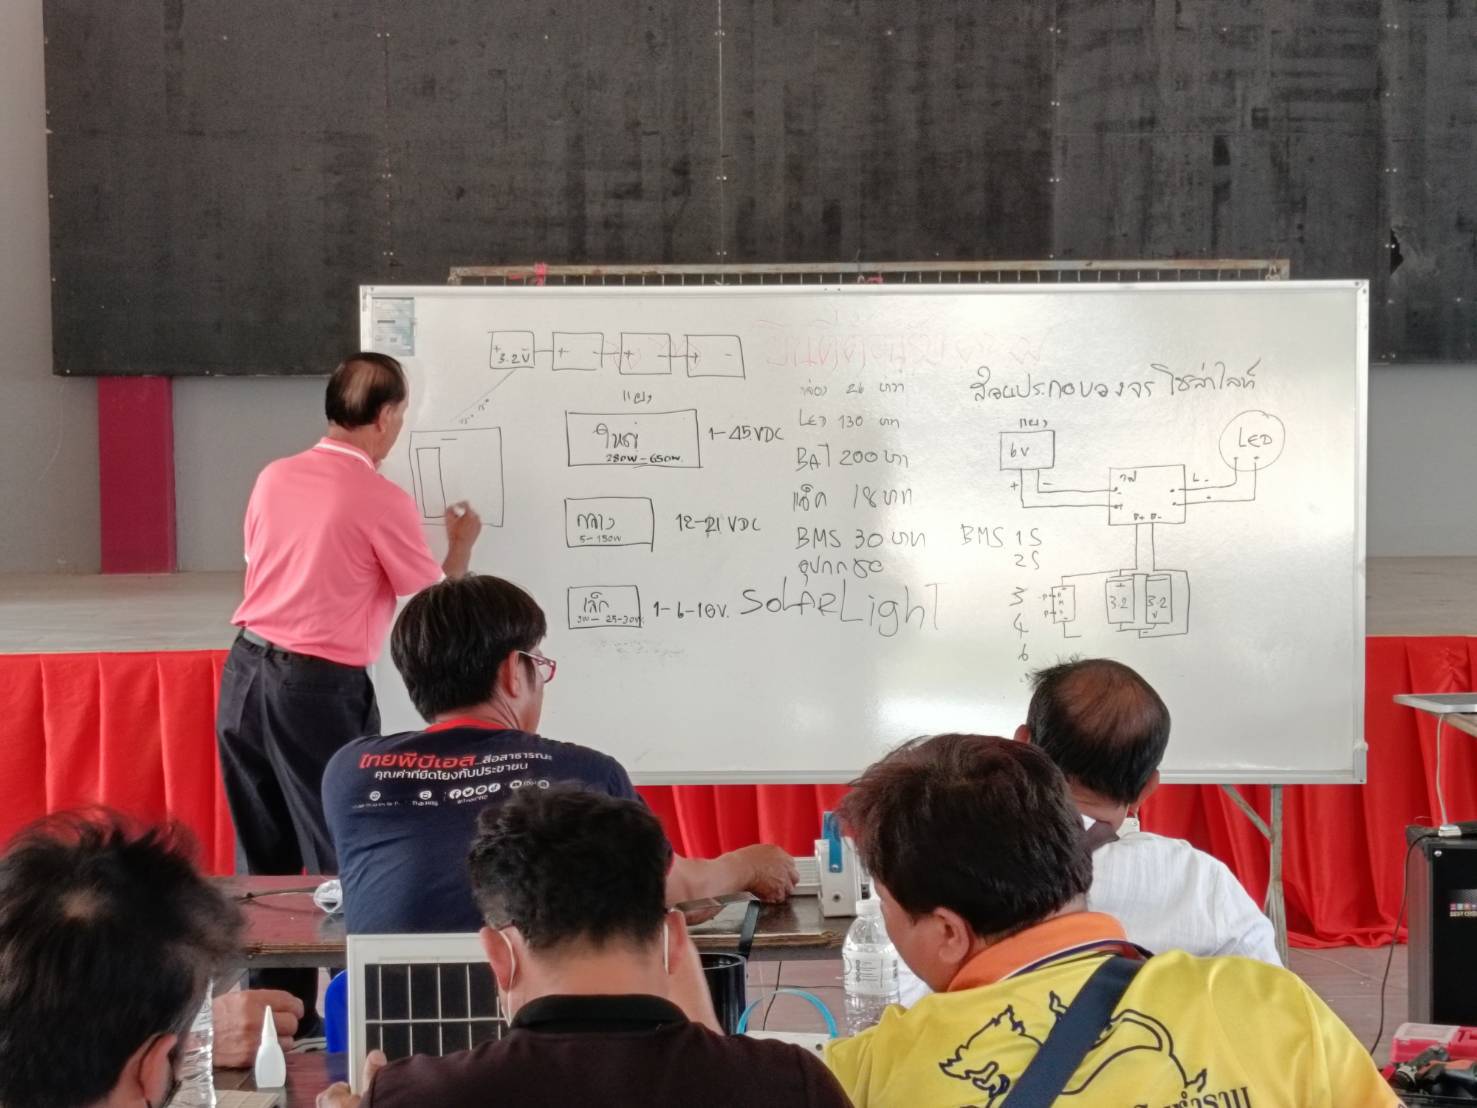 + 3.2V -
+ -
+ -
+ -
15° 15°
แผง
ใหญ่
280W-650W.
1-45.VDC
กลาง
5-150W
12-21 VDC
เล็ก
3W- 25-30W.
1-6-10V.
กล่อง 26 บาท
LED 130 บาท
BAT 200 บาท
แจ็ค 18 บาท
BMS 30 บาท
อุปกรณ์
SoLARLighT
ส่วนประกอบวงจร โซล่าไลท์
แผง
6V
+ -
LED
L -
B+ B-
BMS 1S
2S
3
4
6
3.2
3.2
V
ไทยพีบีเอส...สื่อสาธารณะ
คุณค่าที่ยึดโยงกับประชาชน